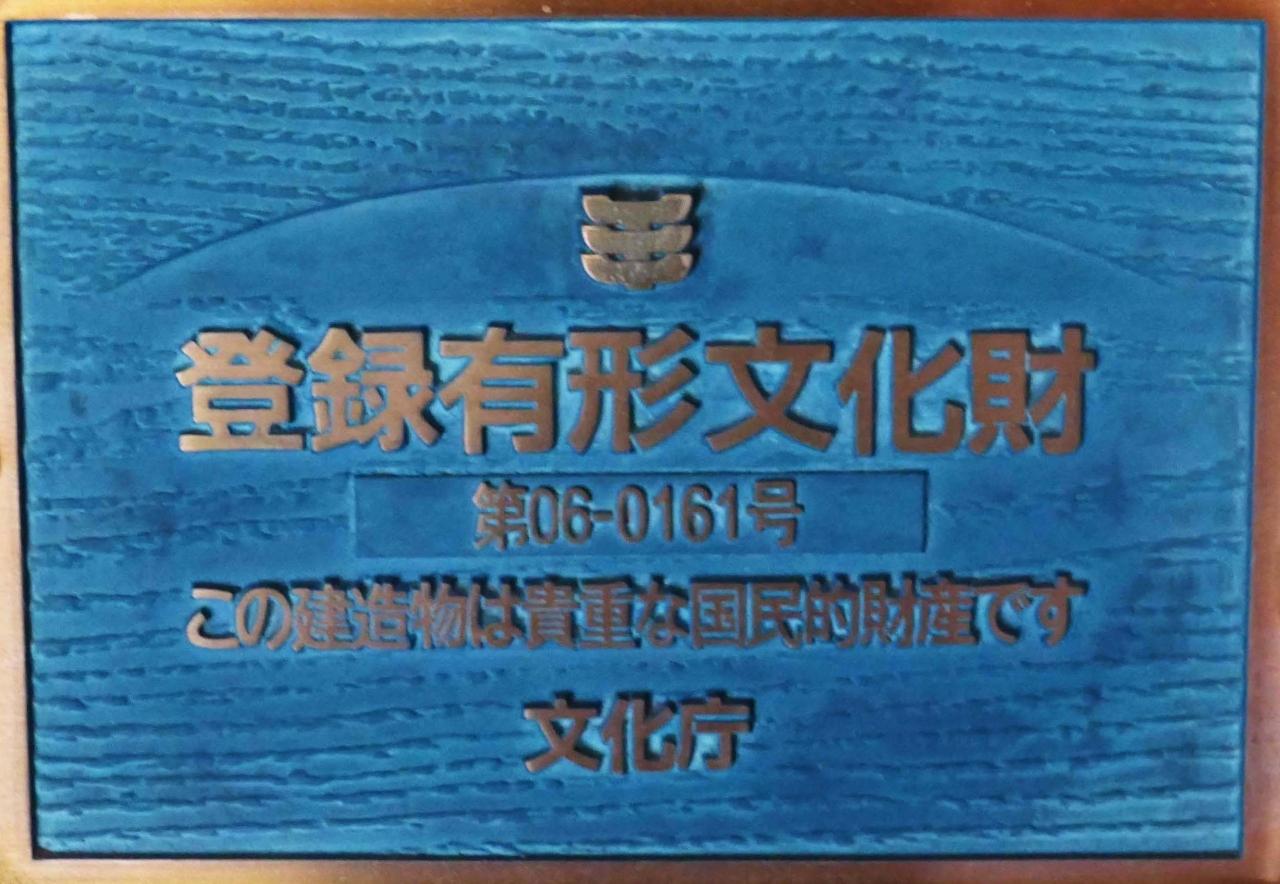 登録有形文化財
第06-0161号
この建造物は貴重な国民的財産です
文化庁